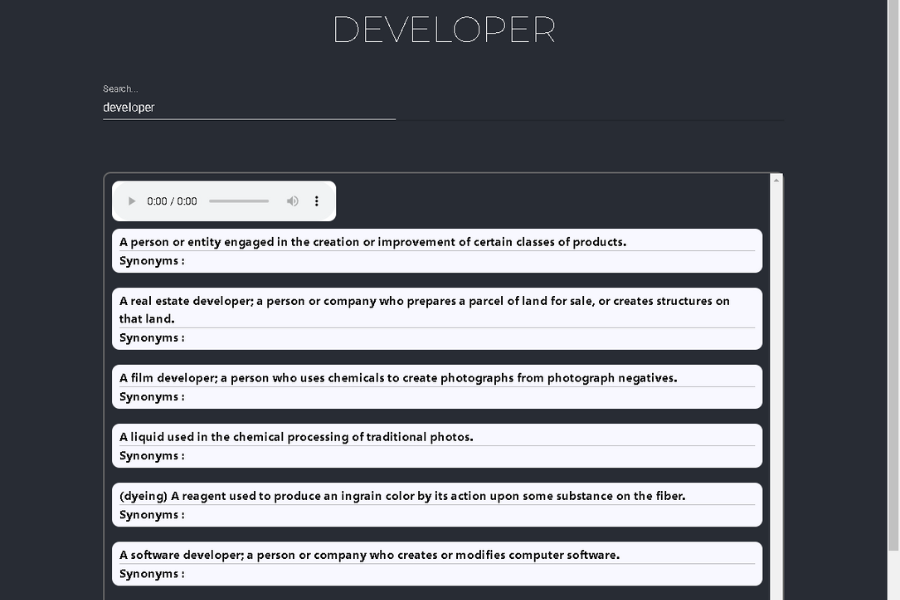 DEVELOPER
Search...
developer
0:00 / 0:00
A person or entity engaged in the creation or improvement of certain classes of products.
Synonyms :
A real estate developer; a person or company who prepares a parcel of land for sale, or creates structures on
that land.
Synonyms :
A film developer; a person who uses chemicals to create photographs from photograph negatives.
Synonyms :
A liquid used in the chemical processing of traditional photos.
Synonyms :
(dyeing) A reagent used to produce an ingrain color by its action upon some substance on the fiber.
Synonyms :
A software developer; a person or company who creates or modifies computer software.
Synonyms :